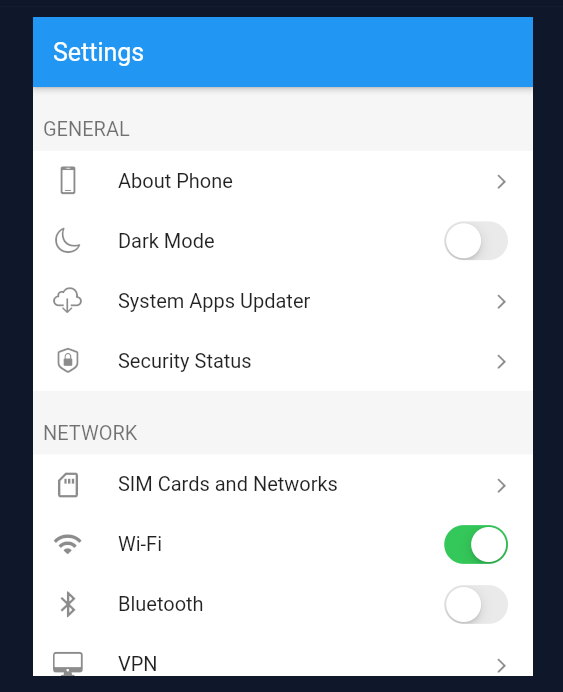 Settings
GENERAL
About Phone
Dark Mode
System Apps Updater
Security Status
NETWORK
SIM Cards and Networks
Wi-Fi
Bluetooth
VPN